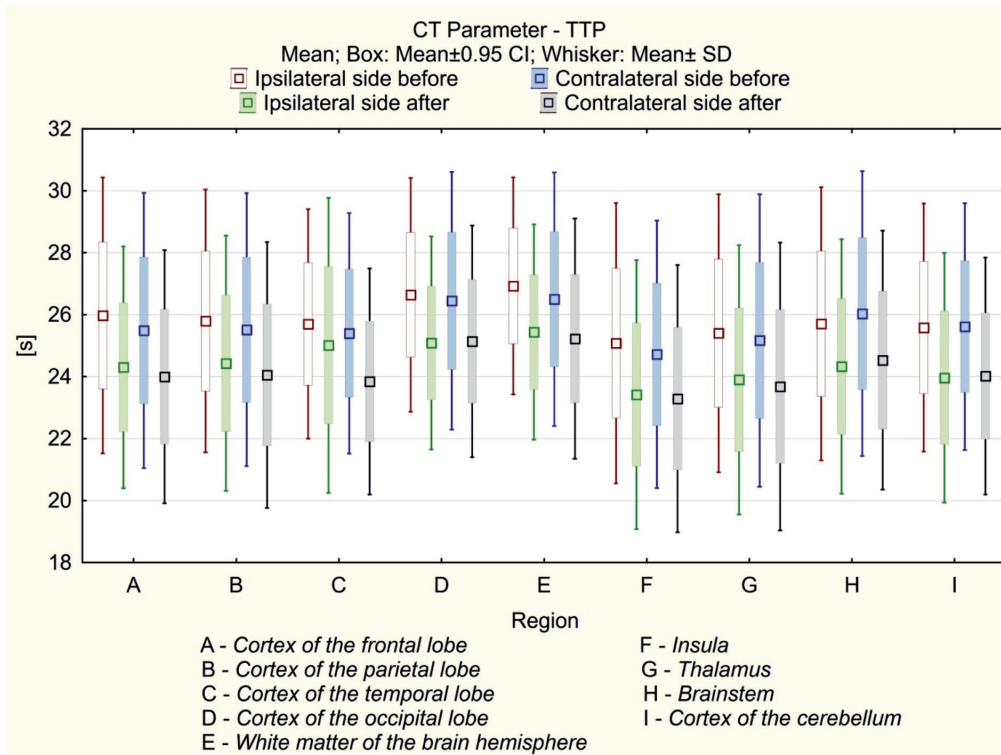 CT Parameter - TTP
Mean; Box: Mean±0.95 CI; Whisker: Mean± SD
Ipsilateral side before Contralateral side before
Ipsilateral side after Contralateral side after
32
30
28
26
[s]
24
22
20
18
A B C D E F G H I
Region
A - Cortex of the frontal lobe F - Insula
B - Cortex of the parietal lobe G - Thalamus
C - Cortex of the temporal lobe H - Brainstem
D - Cortex of the occipital lobe I - Cortex of the cerebellum
E - White matter of the brain hemisphere